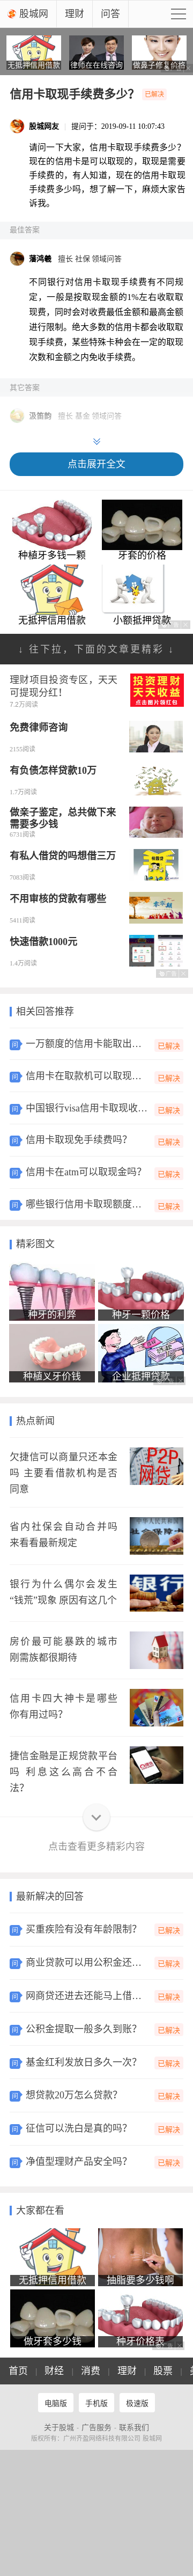 股城网
理财
问答
无抵押信用借款
律师在线咨询
做鼻子修复价格
信用卡取现手续费多少？
已解决
股城网友
提问于：2019-09-11 10:07:43
请问一下大家，信用卡取现手续费多少？现在的信用卡是可以取现的，取现是需要手续费的，有人知道，现在的信用卡取现手续费多少吗，想了解一下，麻烦大家告诉我。
最佳答案
蒲鸿羲
擅长 社保 领域问答
不同银行对信用卡取现手续费有不同规定，一般是按取现金额的1%左右收取取现费，同时会对收费最低金额和最高金额进行限制。绝大多数的信用卡都会收取取现手续费，某些特殊卡种会在一定的取现次数和金额之内免收手续费。
其它答案
擅长 基金 领域问答
点击展开全文
种植牙多钱一颗
牙套的价格
无抵押信用借款
小额抵押贷款
↓ 往下拉，下面的文章更精彩 ↓
理财项目投资专区，天天可提现分红！
7.2万阅读
投资理财
天天收益
点击图片领红包
免费律师咨询
2155阅读
有负债怎样贷款10万
1.7万阅读
做亲子鉴定，总共做下来需要多少钱
6731阅读
有私人借贷的吗想借三万
7083阅读
不用审核的贷款有哪些
5411阅读
快速借款1000元
1.4万阅读
相关回答推荐
问 一万额度的信用卡能取出… 已解决
问 信用卡在取款机可以取现… 已解决
问 中国银行visa信用卡取现收… 已解决
问 信用卡取现免手续费吗？ 已解决
问 信用卡在atm可以取现金吗？ 已解决
问 哪些银行信用卡取现额度… 已解决
精彩图文
种牙的利弊
种牙一颗价格
种植义牙价钱
企业抵押贷款
热点新闻
欠捷信可以商量只还本金吗 主要看借款机构是否同意
P2P
网贷
省内社保会自动合并吗 来看看最新规定
银行为什么偶尔会发生“钱荒”现象 原因有这几个
银行
房价最可能暴跌的城市 刚需族都很期待
信用卡四大神卡是哪些 你有用过吗？
捷信金融是正规贷款平台吗 利息这么高合不合法？
点击查看更多精彩内容
最新解决的回答
问 买重疾险有没有年龄限制？ 已解决
问 商业贷款可以用公积金还… 已解决
问 网商贷还进去还能马上借… 已解决
问 公积金提取一般多久到账？ 已解决
问 基金红利发放日多久一次？ 已解决
问 想贷款20万怎么贷款？ 已解决
问 征信可以洗白是真的吗？ 已解决
问 净值型理财产品安全吗？ 已解决
大家都在看
无抵押信用借款
抽脂要多少钱啊
做牙套多少钱
种牙价格表
首页 | 财经 | 消费 | 理财 | 股票 |
电脑版
手机版
极速版
关于股城 - 广告服务 - 联系我们